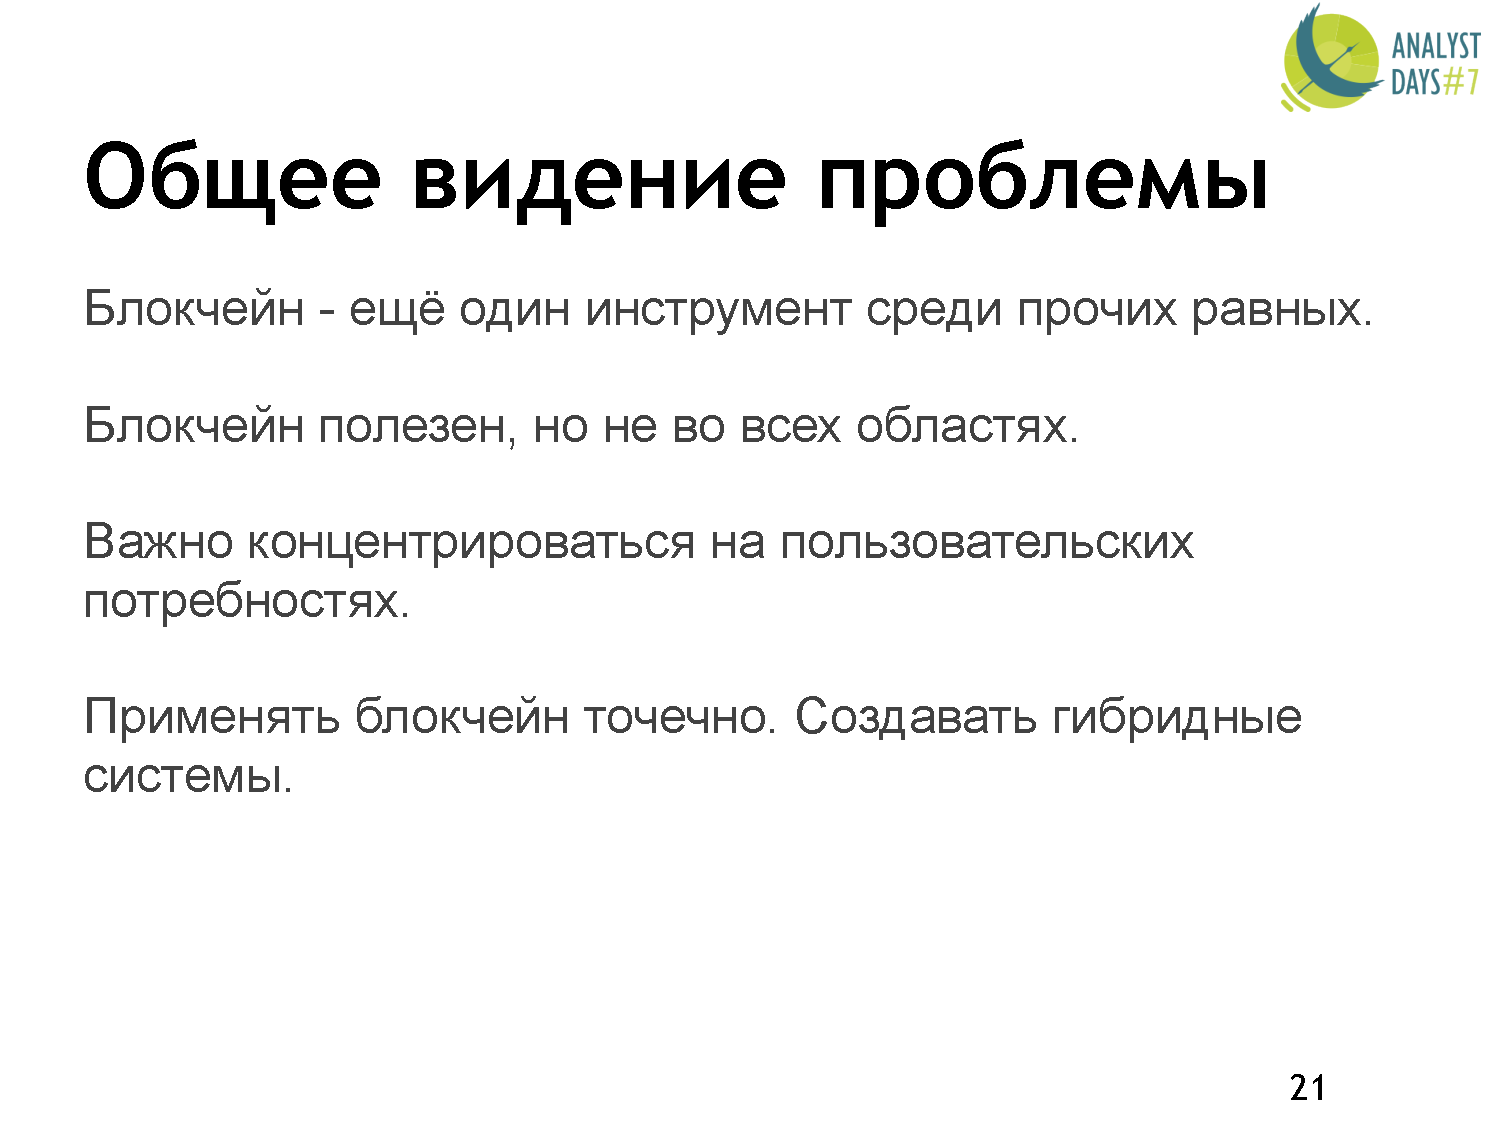 ANALYST
DAYS#7
Общее видение проблемы
Блокчейн - ещё один инструмент среди прочих равных.
Блокчейн полезен, но не во всех областях.
Важно концентрироваться на пользовательских
потребностях.
Применять блокчейн точечно. Создавать гибридные
системы.
21